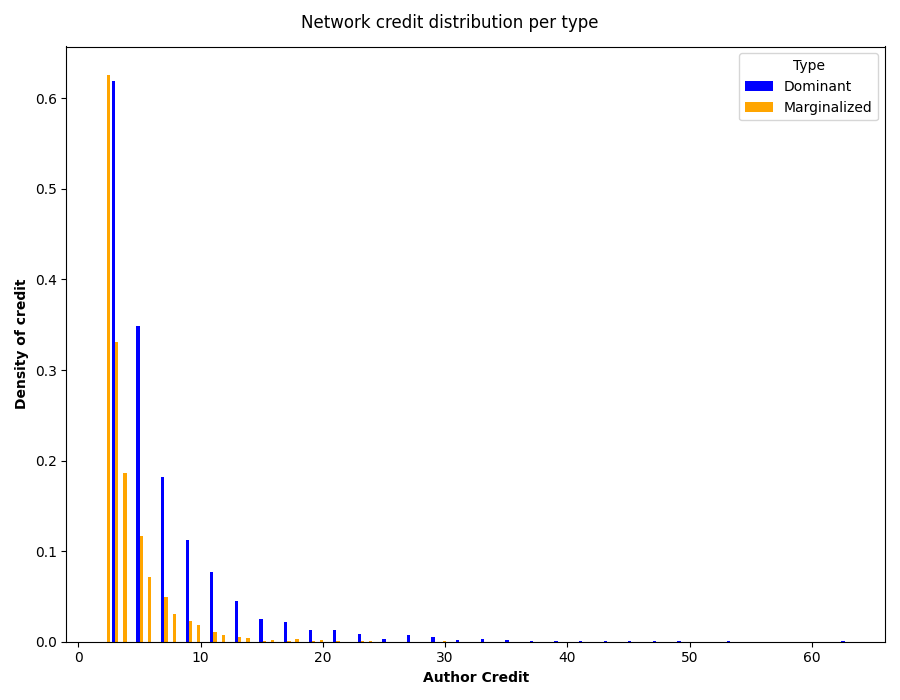 Network credit distribution per type
Type
Dominant
Marginalized
Density of credit
0.6
0.5
0.4
0.3
0.2
0.1
0.0
0 10 20 30 40 50 60
Author Credit